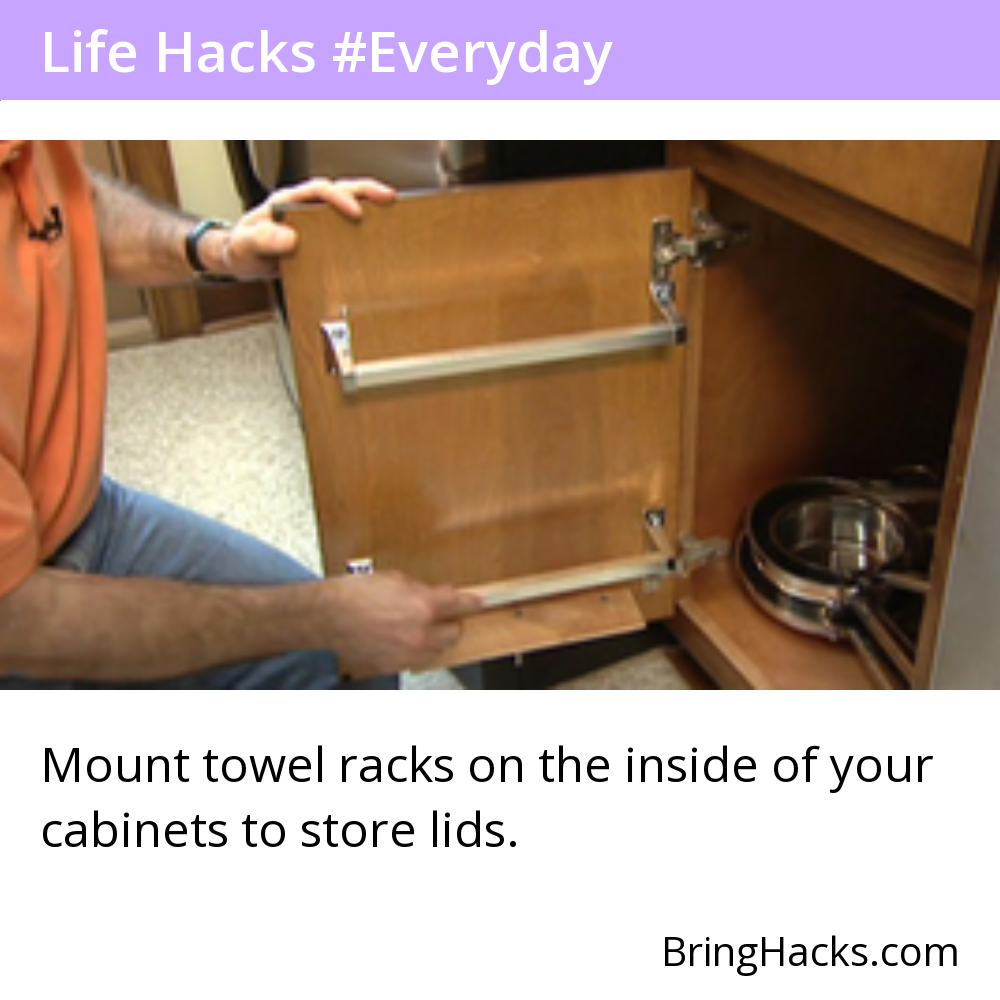 Life Hacks #Everyday
Mount towel racks on the inside of your
cabinets to store lids.
BringHacks.com